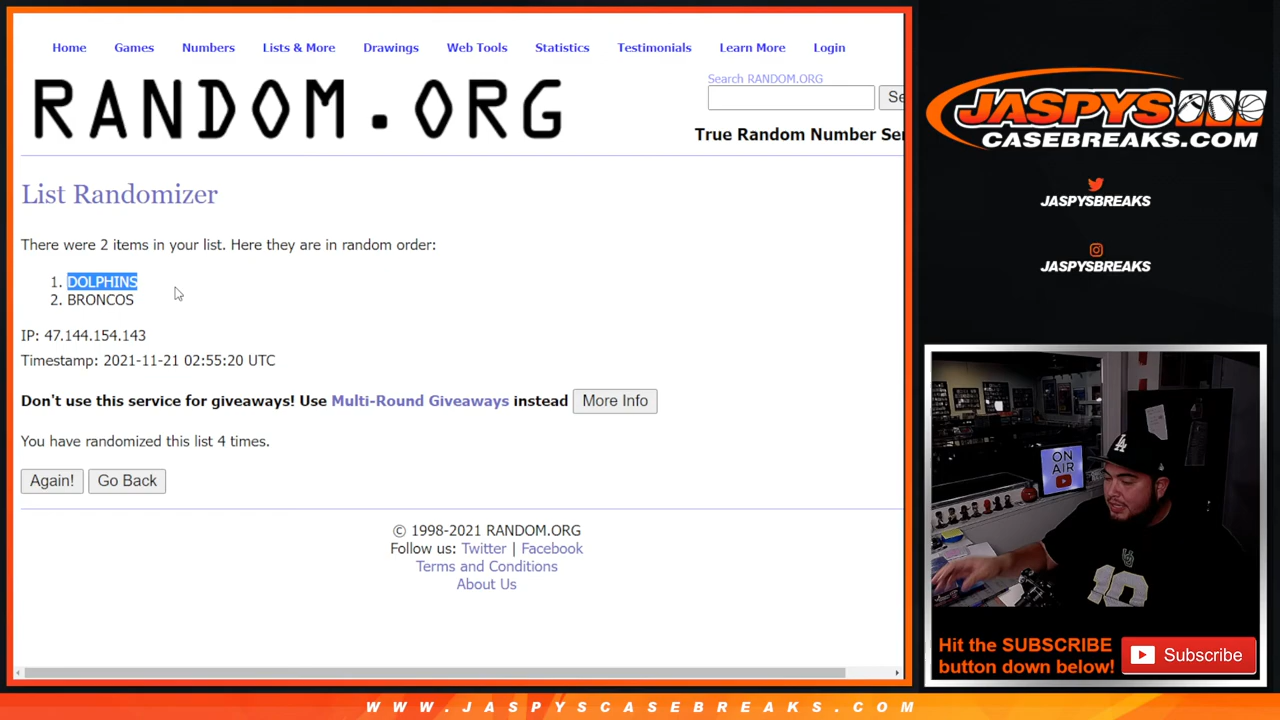 Home Games Numbers Lists & More Drawings Web Tools Statistics Testimonials Learn More Login
RANDOM.ORG
Search RANDOM.ORG
Se
True Random Number Ser
List Randomizer
There were 2 items in your list. Here they are in random order:
1. DOLPHINS
2. BRONCOS
IP: 47.144.154.143
Timestamp: 2021-11-21 02:55:20 UTC
Don't use this service for giveaways! Use Multi-Round Giveaways instead More Info
You have randomized this list 4 times.
Again! Go Back
© 1998-2021 RANDOM.ORG
Follow us: Twitter | Facebook
Terms and Conditions
About Us
JASPYS
CASEBREAKS.COM
JASPYSBREAKS
JASPYSBREAKS
ON
AIR
LA
10
Hit the SUBSCRIBE
button down below!
Subscribe
WWW.JASPYSCASEBREAKS.COM